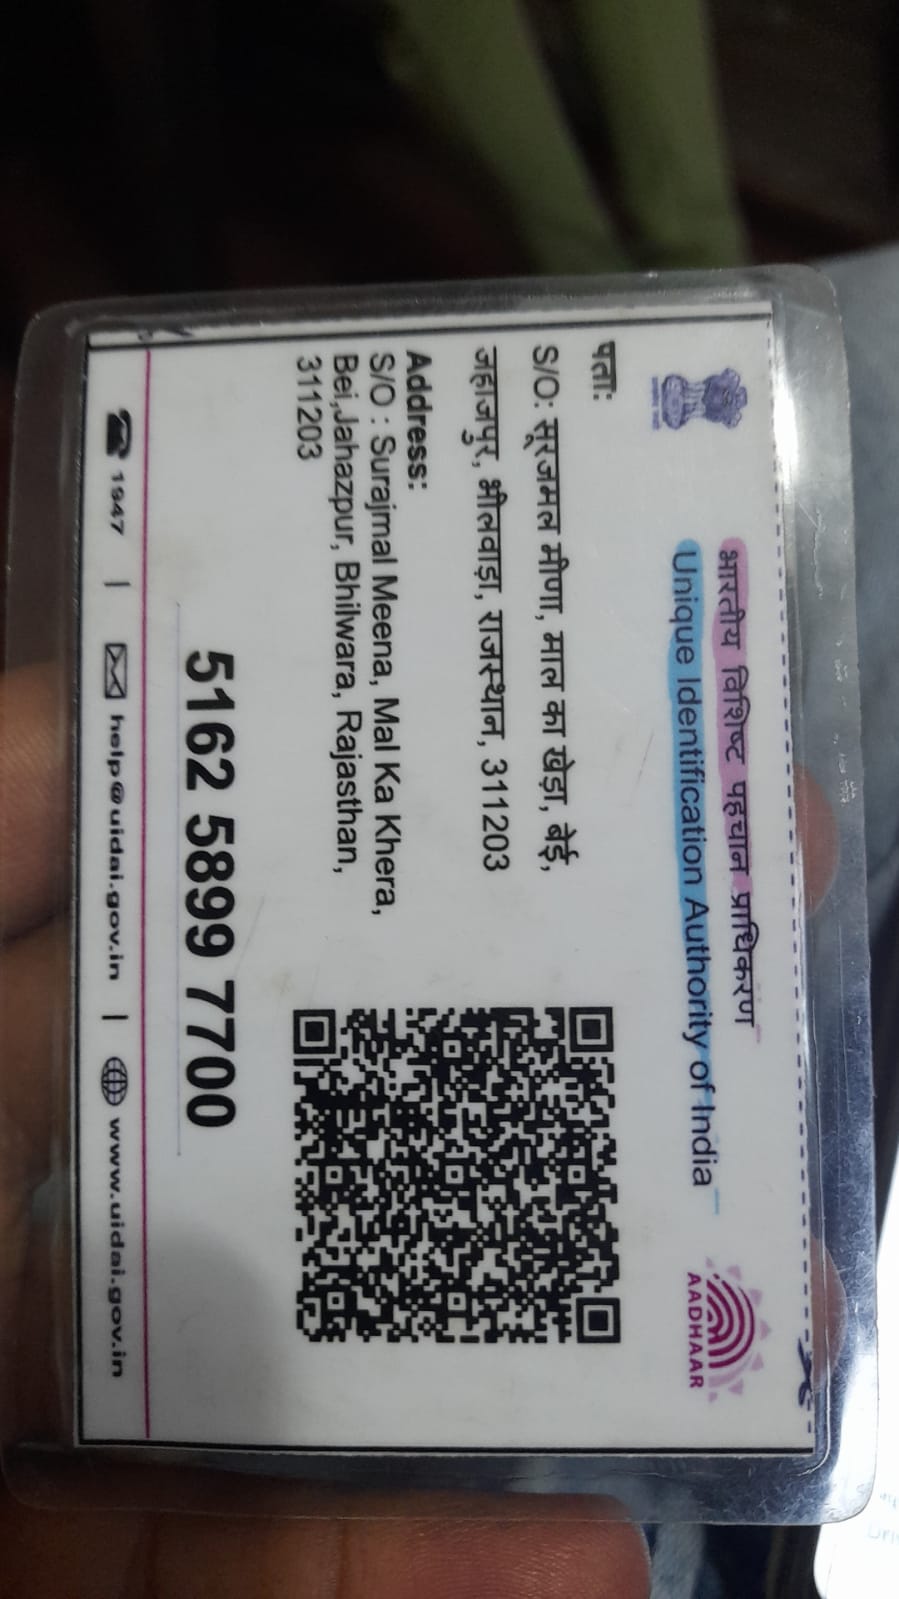 भारतीय विशिष्ट पहचान प्राधिकरण
Unique Identification Authority of India
AADHAAR
पता:
S/O: सूरजमल मीणा, माल का खेड़ा, बेई,
जहाजपुर, भीलवाड़ा, राजस्थान, 311203
Address:
S/O : Surajmal Meena, Mal Ka Khera,
Bei,Jahazpur, Bhilwara, Rajasthan,
311203
5162 5899 7700
1947 | help@uidai.gov.in | www.uidai.gov.in